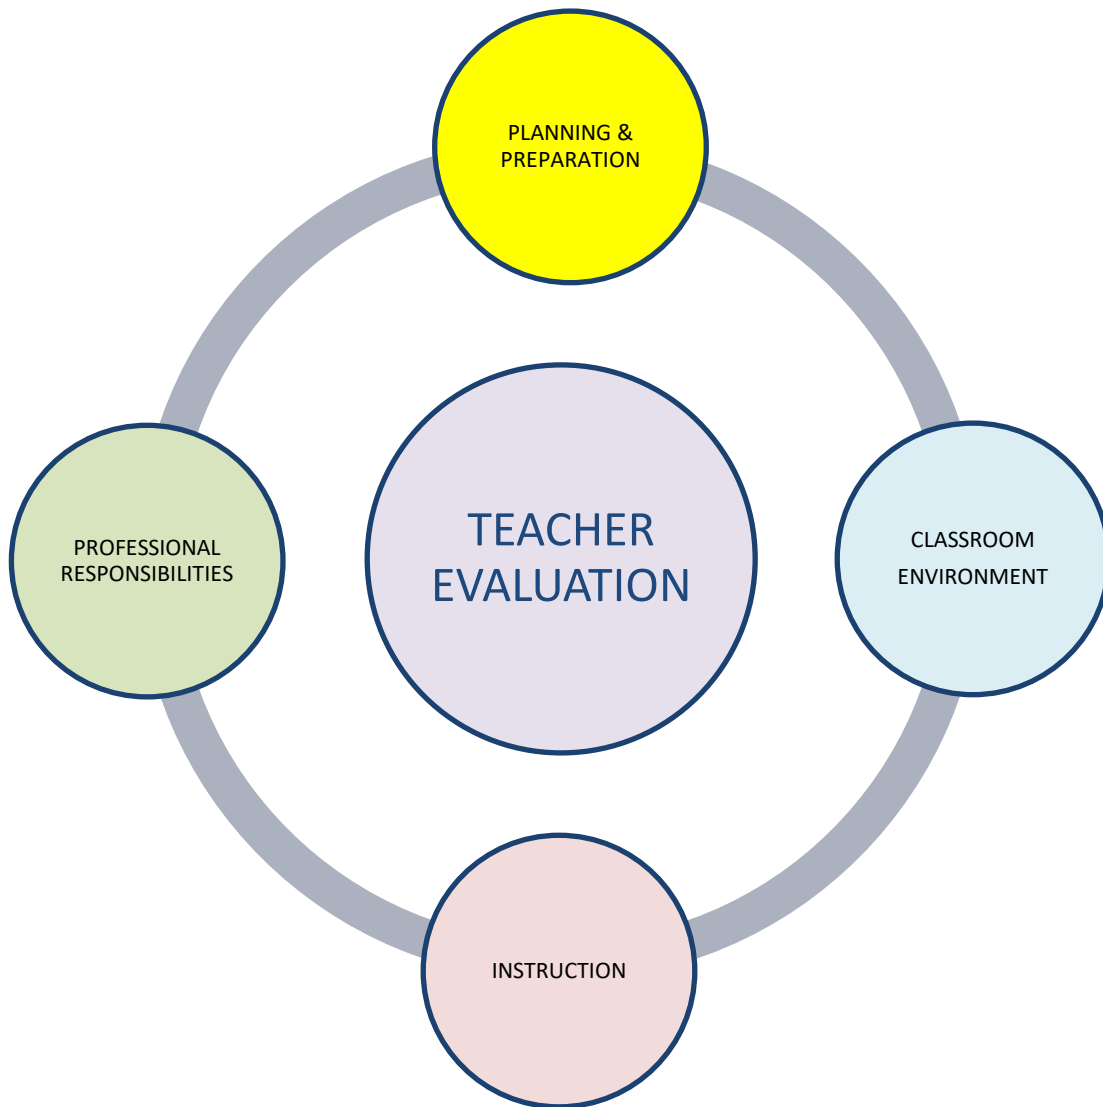 PLANNING &
PREPARATION
PROFESSIONAL
RESPONSIBILITIES
TEACHER
EVALUATION
CLASSROOM
ENVIRONMENT
INSTRUCTION